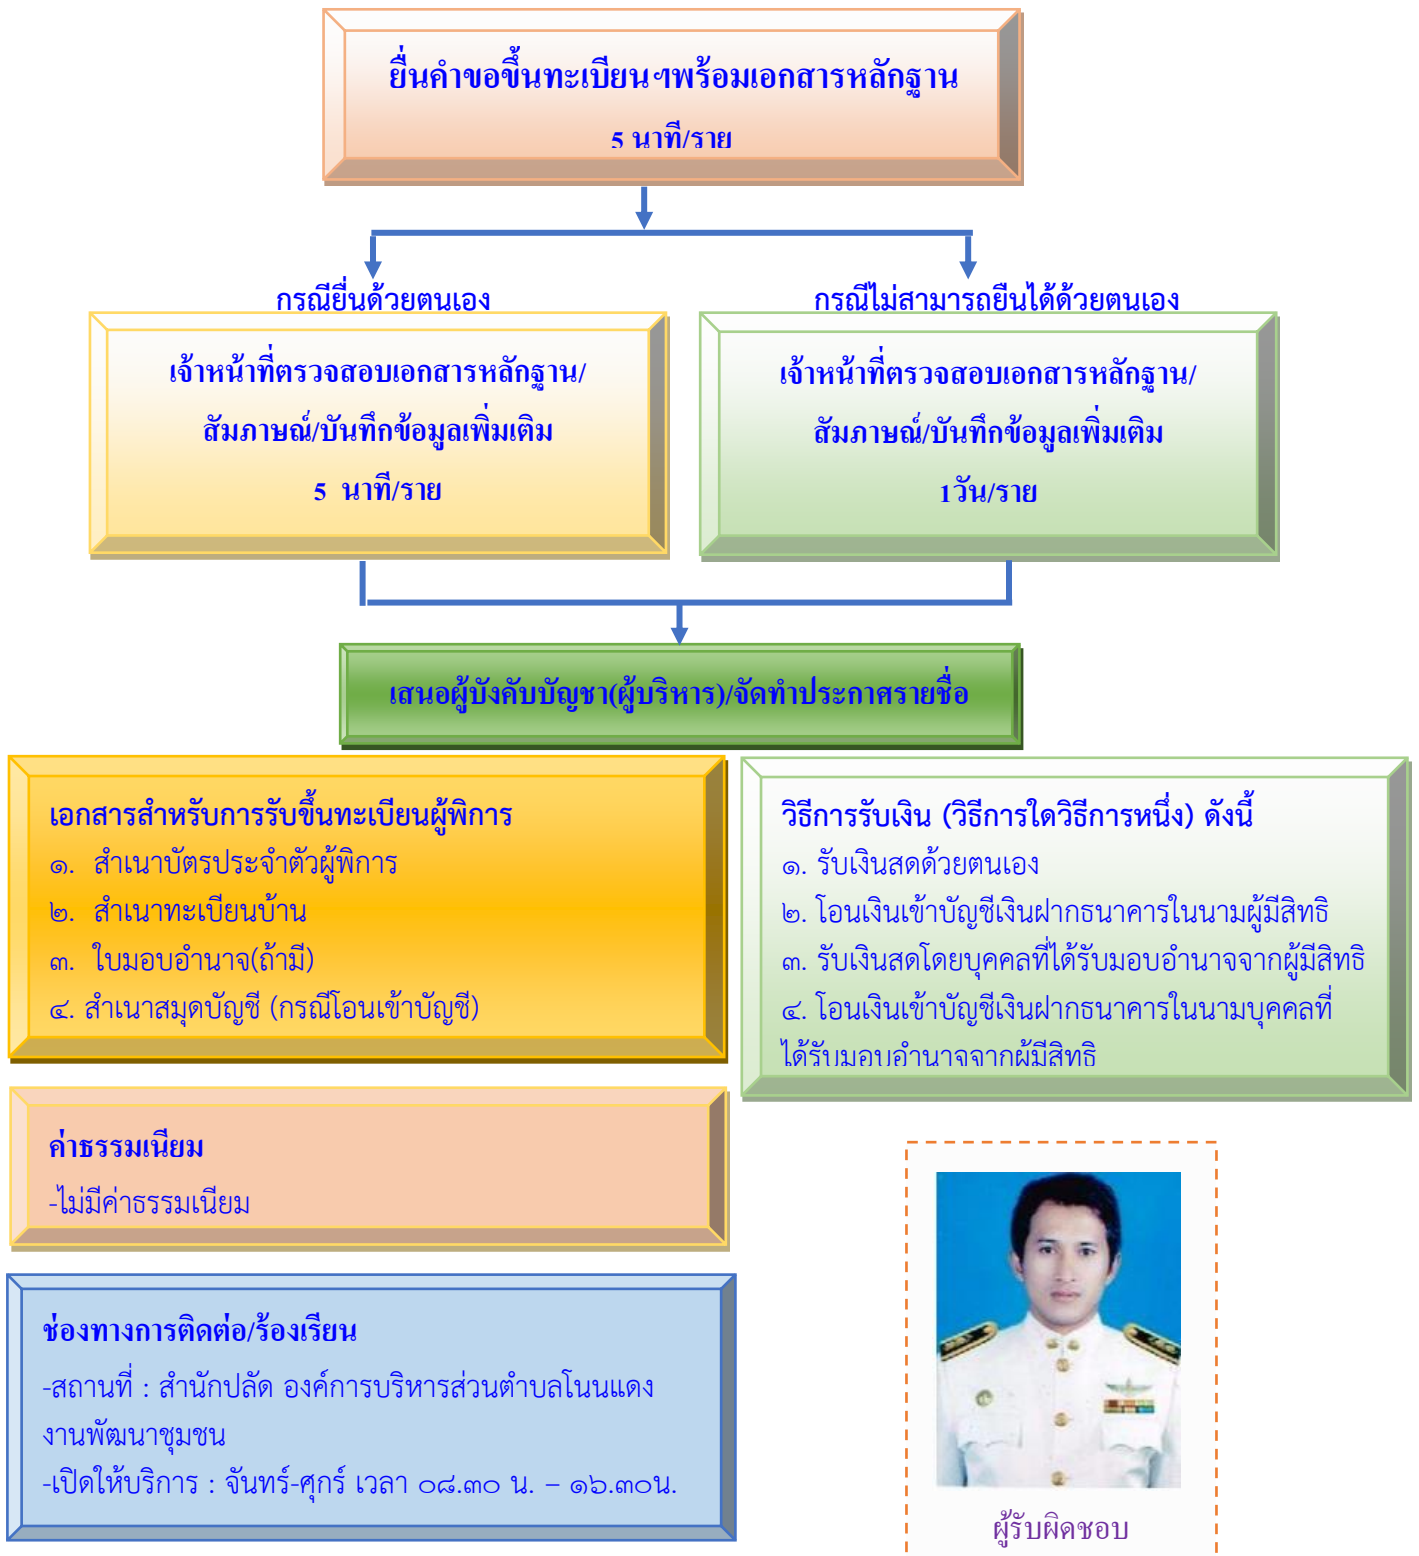 ยื่นคำขอขึ้นทะเบียนฯพร้อมเอกสารหลักฐาน
5 นาที/ราย
กรณียื่นด้วยตนเอง
กรณีไม่สามารถยืนได้ด้วยตนเอง
เจ้าหน้าที่ตรวจสอบเอกสารหลักฐาน/
สัมภาษณ์/บันทึกข้อมูลเพิ่มเติม
5 นาที/ราย
เจ้าหน้าที่ตรวจสอบเอกสารหลักฐาน/
สัมภาษณ์/บันทึกข้อมูลเพิ่มเติม
1วัน/ราย
เสนอผู้บังคับบัญชา(ผู้บริหาร)/จัดทำประกาศรายชื่อ
เอกสารสำหรับการรับขึ้นทะเบียนผู้พิการ
๑. สำเนาบัตรประจำตัวผู้พิการ
๒. สำเนาทะเบียนบ้าน
๓. ใบมอบอำนาจ(ถ้ามี)
๔. สำเนาสมุดบัญชี (กรณีโอนเข้าบัญชี)
วิธีการรับเงิน (วิธีการใดวิธีการหนึ่ง) ดังนี้
๑. รับเงินสดด้วยตนเอง
๒. โอนเงินเข้าบัญชีเงินฝากธนาคารในนามผู้มีสิทธิ
๓. รับเงินสดโดยบุคคลที่ได้รับมอบอำนาจจากผู้มีสิทธิ
๔. โอนเงินเข้าบัญชีเงินฝากธนาคารในนามบุคคลที่
ได้รับมอบอำนาจจากผู้มีสิทธิ
ค่าธรรมเนียม
-ไม่มีค่าธรรมเนียม
ช่องทางการติดต่อ/ร้องเรียน
-สถานที่ : สำนักปลัด องค์การบริหารส่วนตำบลโนนแดง
งานพัฒนาชุมชน
-เปิดให้บริการ : จันทร์-ศุกร์ เวลา ๐๘.๓๐ น. – ๑๖.๓๐น.
ผู้รับผิดชอบ